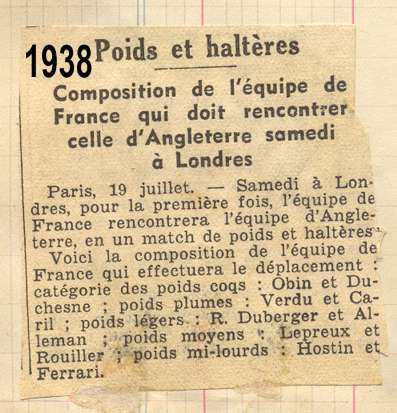 1938 Poids et haltères
Composition de l'équipe de
France qui doit rencontrer
celle d'Angleterre samedi
à Londres
Paris, 19 juillet. — Samedi à Lon-
dres, pour la première fois, l'équipe de
France rencontrera l'équipe d'Angle-
terre, en un match de poids et haltères
Voici la composition de l'équipe de
France qui effectuera le déplacement :
catégorie des poids coqs : Obin et Du-
chesne ; poids plumes : Verdu et Ca-
ril ; poids légers : R. Duberger et Al-
leman ; poids moyens : Lepreux et
Rouiller ; poids mi-lourds : Hostin et
Ferrari.